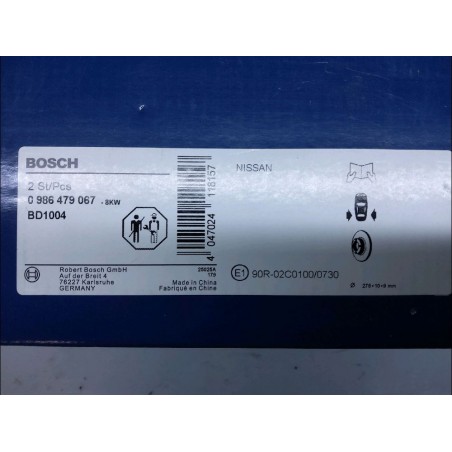 BOSCH
2 St/Pcs
0 986 479 067 - 8KW
BD1004
4 047024 118157
NISSAN
E1 90R-02C0100/0730
Robert Bosch GmbH
Auf der Breit 4
76227 Karlsruhe
GERMANY
Made in China
Fabriqué en Chine